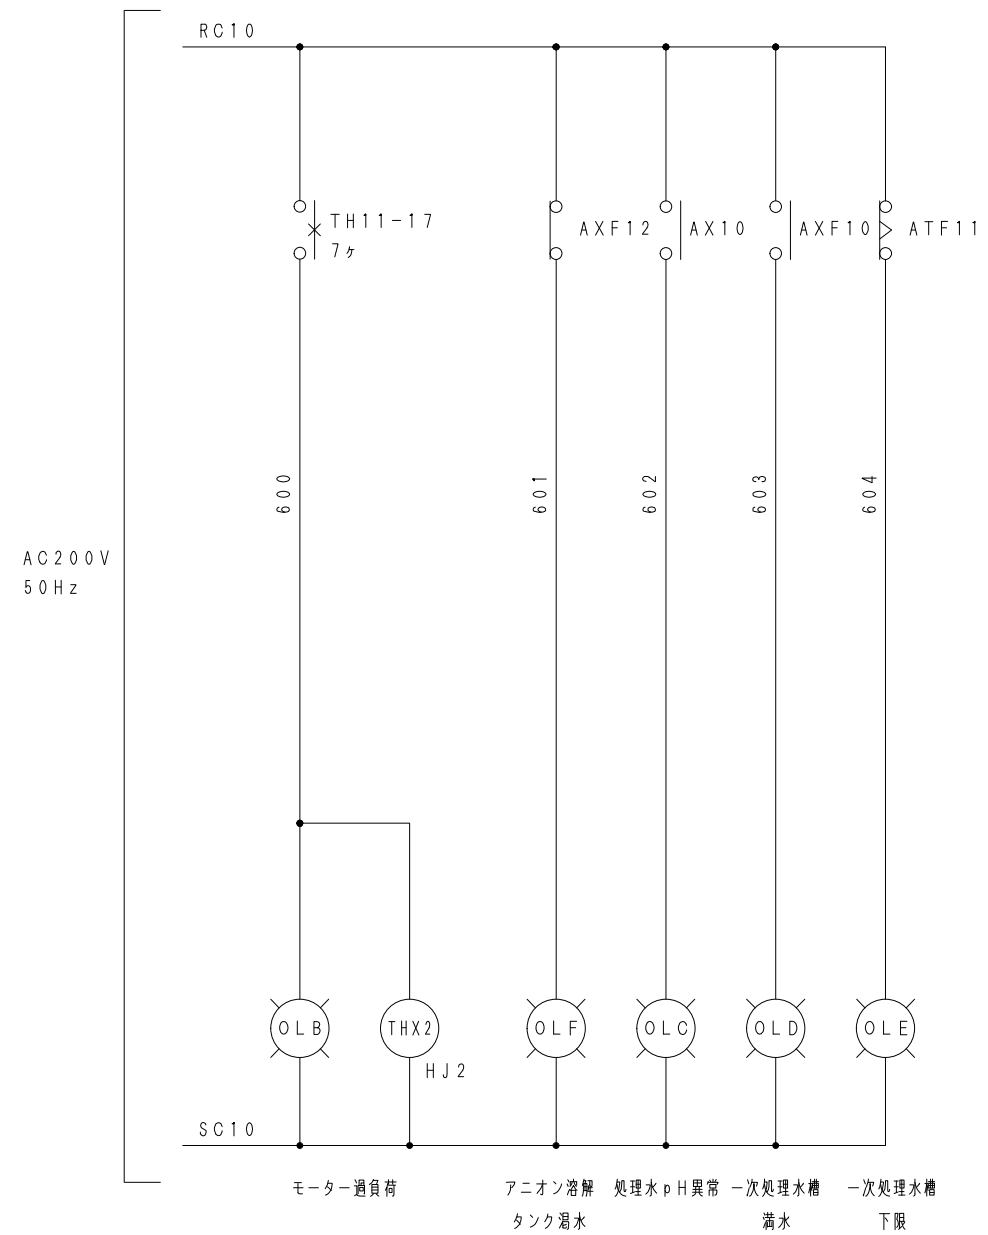 RC10
TH11-17
7ヶ
AXF12
AX10
AXF10
ATF11
600
601
602
603
604
AC200V
50Hz
OLB
THX2
HJ2
OLF
OLC
OLD
OLE
SC10
モーター過負荷
アニオン溶解
タンク渇水
処理水pH異常
一次処理水槽
満水
一次処理水槽
下限